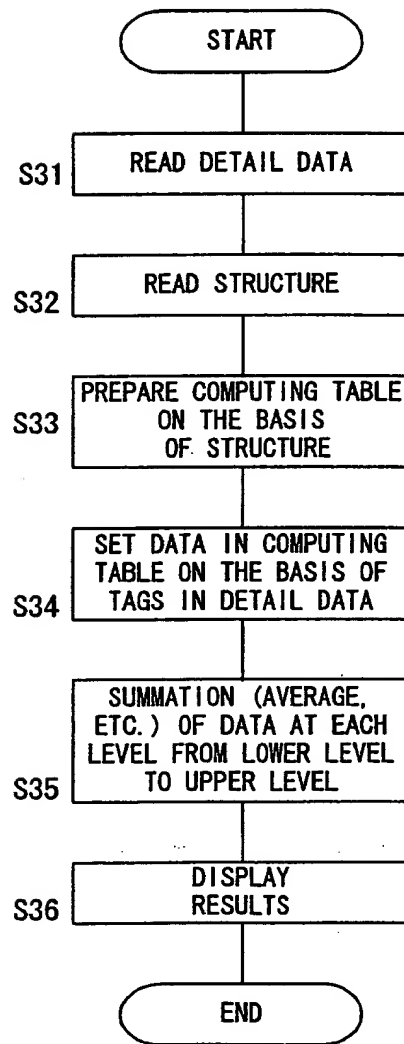 START
S31
READ DETAIL DATA
S32
READ STRUCTURE
S33
PREPARE COMPUTING TABLE
ON THE BASIS
OF STRUCTURE
S34
SET DATA IN COMPUTING
TABLE ON THE BASIS OF
TAGS IN DETAIL DATA
S35
SUMMATION (AVERAGE,
ETC.) OF DATA AT EACH
LEVEL FROM LOWER LEVEL
TO UPPER LEVEL
S36
DISPLAY
RESULTS
END